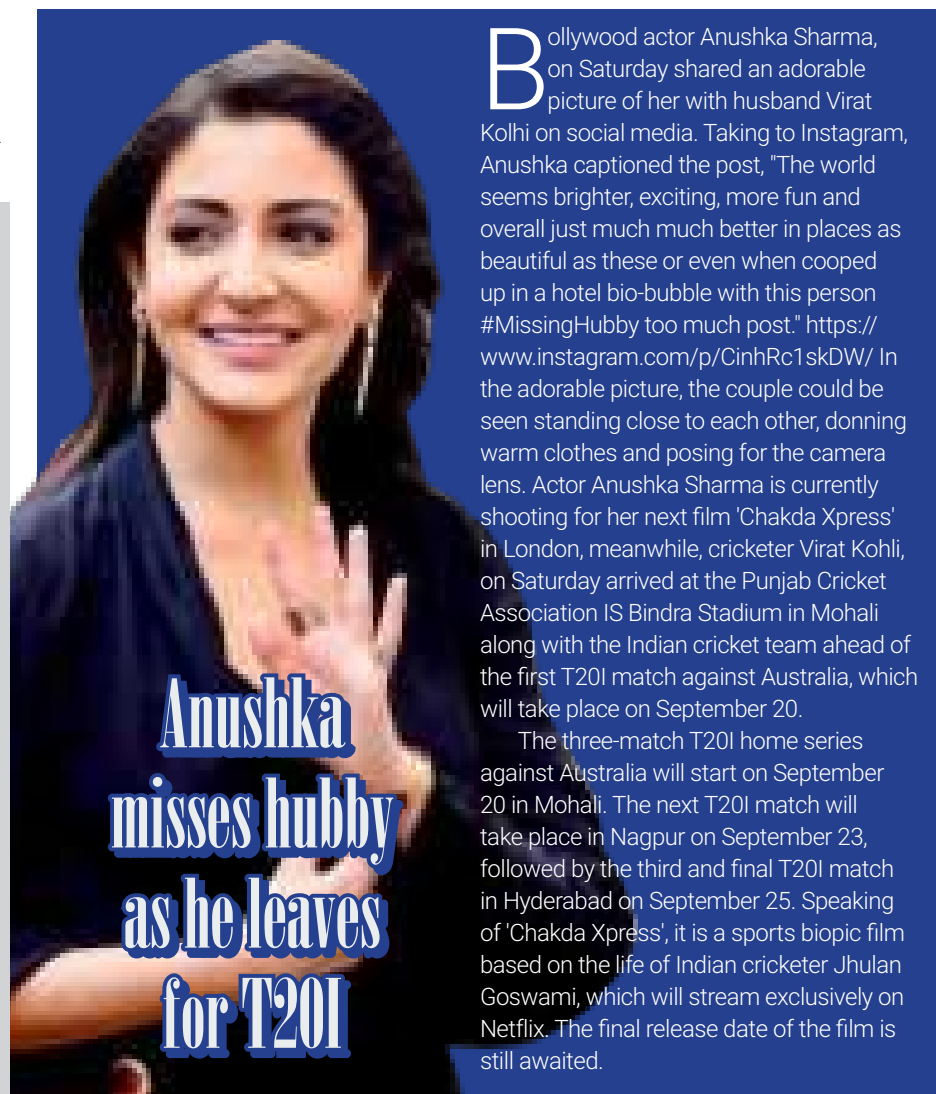 Anushka
misses hubby
as he leaves
for T20I
Bollywood actor Anushka Sharma,
on Saturday shared an adorable
picture of her with husband Virat
Kolhi on social media. Taking to Instagram,
Anushka captioned the post, "The world
seems brighter, exciting, more fun and
overall just much much better in places as
beautiful as these or even when cooped
up in a hotel bio-bubble with this person
#MissingHubby too much post." https://
www.instagram.com/p/CinhRc1skDW/ In
the adorable picture, the couple could be
seen standing close to each other, donning
warm clothes and posing for the camera
lens. Actor Anushka Sharma is currently
shooting for her next film 'Chakda Xpress'
in London, meanwhile, cricketer Virat Kohli,
on Saturday arrived at the Punjab Cricket
Association IS Bindra Stadium in Mohali
along with the Indian cricket team ahead of
the first T20I match against Australia, which
will take place on September 20.
The three-match T20I home series
against Australia will start on September
20 in Mohali. The next T20I match will
take place in Nagpur on September 23,
followed by the third and final T20I match
in Hyderabad on September 25. Speaking
of 'Chakda Xpress', it is a sports biopic film
based on the life of Indian cricketer Jhulan
Goswami, which will stream exclusively on
Netflix. The final release date of the film is
still awaited.